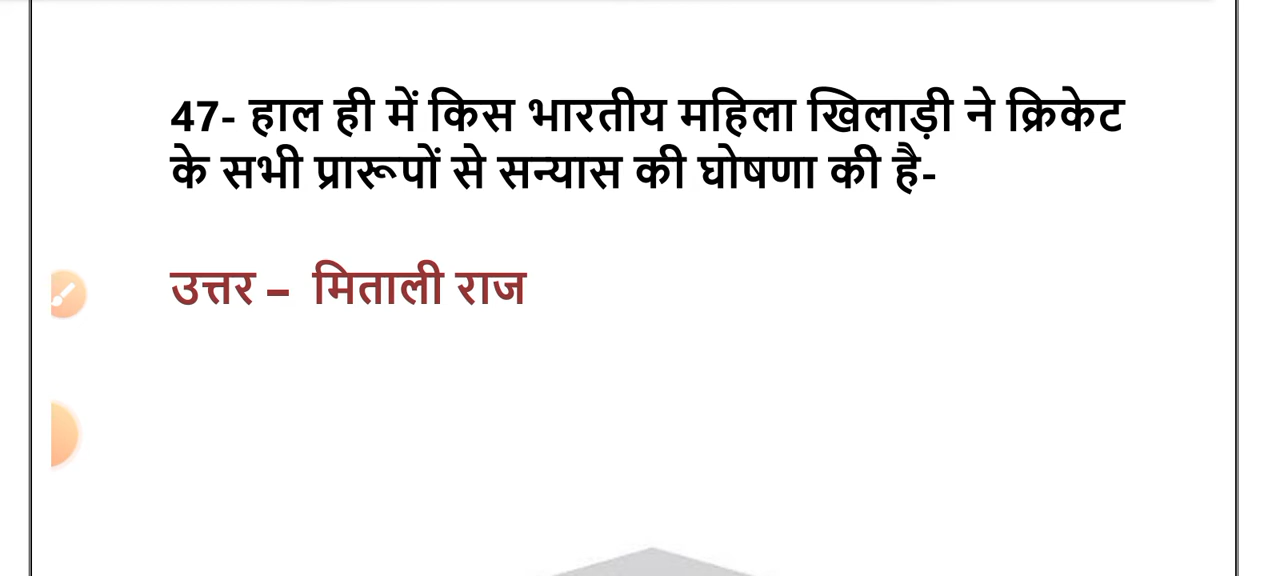 47- हाल ही में किस भारतीय महिला खिलाड़ी ने क्रिकेट
के सभी प्रारूपों से सन्यास की घोषणा की है-
उत्तर – मिताली राज